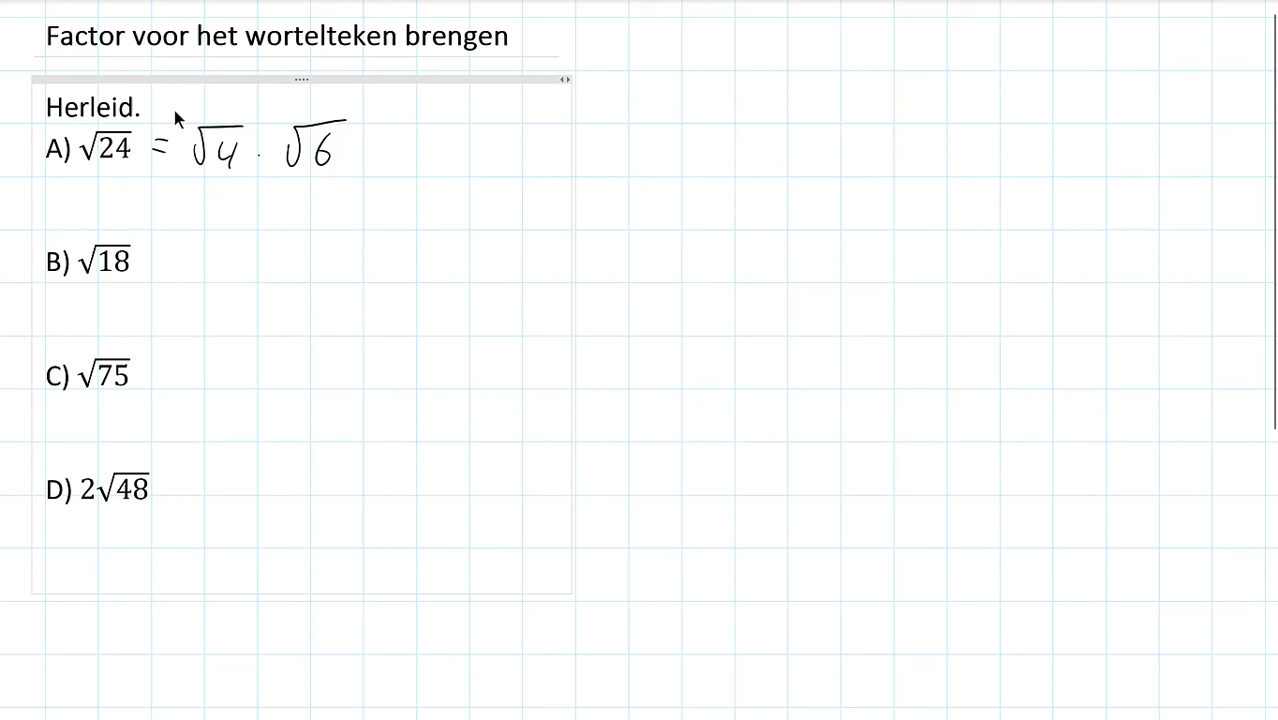 Factor voor het wortelteken brengen
Herleid.
A) √24 = √4 · √6
B) √18
C) √75
D) 2√48